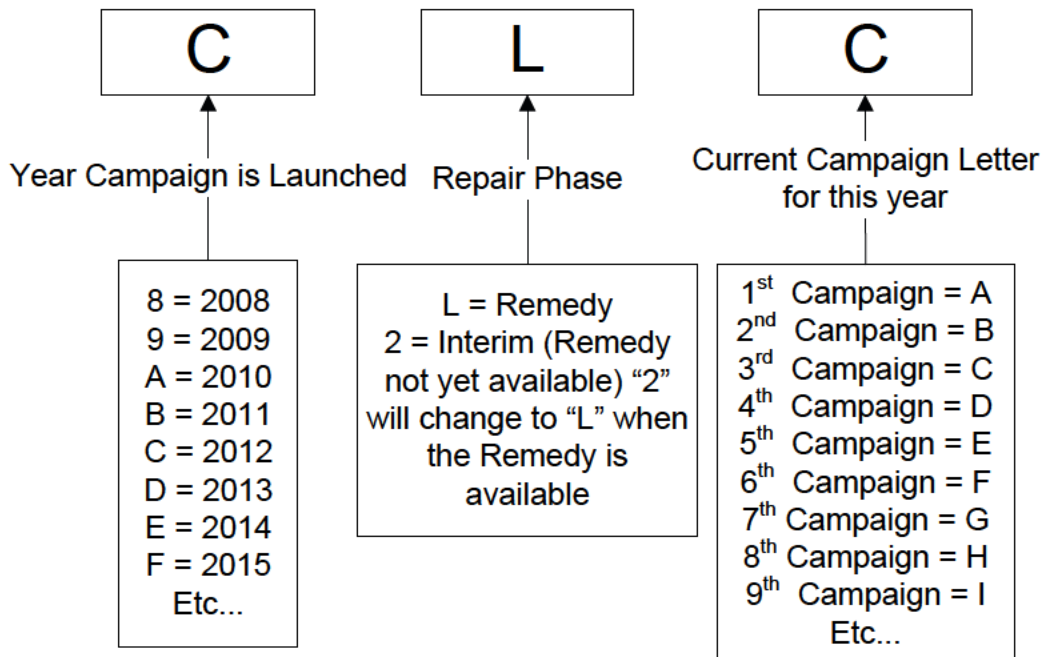 C
L
C
Year Campaign is Launched
Repair Phase
Current Campaign Letter
for this year
8 = 2008
9 = 2009
A = 2010
B = 2011
C = 2012
D = 2013
E = 2014
F = 2015
Etc...
L = Remedy
2 = Interim (Remedy
not yet available) “2”
will change to “L” when
the Remedy is
available
1st Campaign = A
2nd Campaign = B
3rd Campaign = C
4th Campaign = D
5th Campaign = E
6th Campaign = F
7th Campaign = G
8th Campaign = H
9th Campaign = I
Etc...